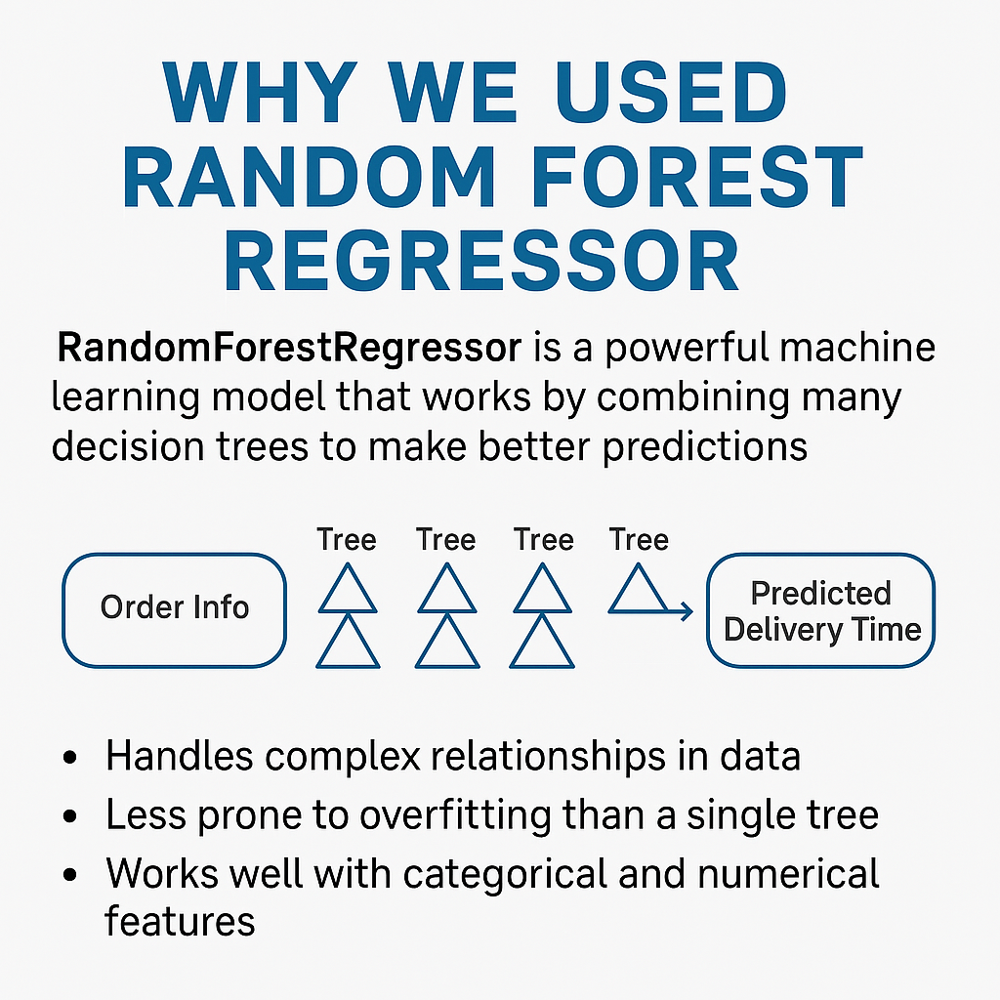 WHY WE USED
RANDOM FOREST
REGRESSOR
RandomForestRegressor is a powerful machine
learning model that works by combining many
decision trees to make better predictions
Tree Tree Tree Tree
Order Info
Predicted
Delivery Time
• Handles complex relationships in data
• Less prone to overfitting than a single tree
• Works well with categorical and numerical
features